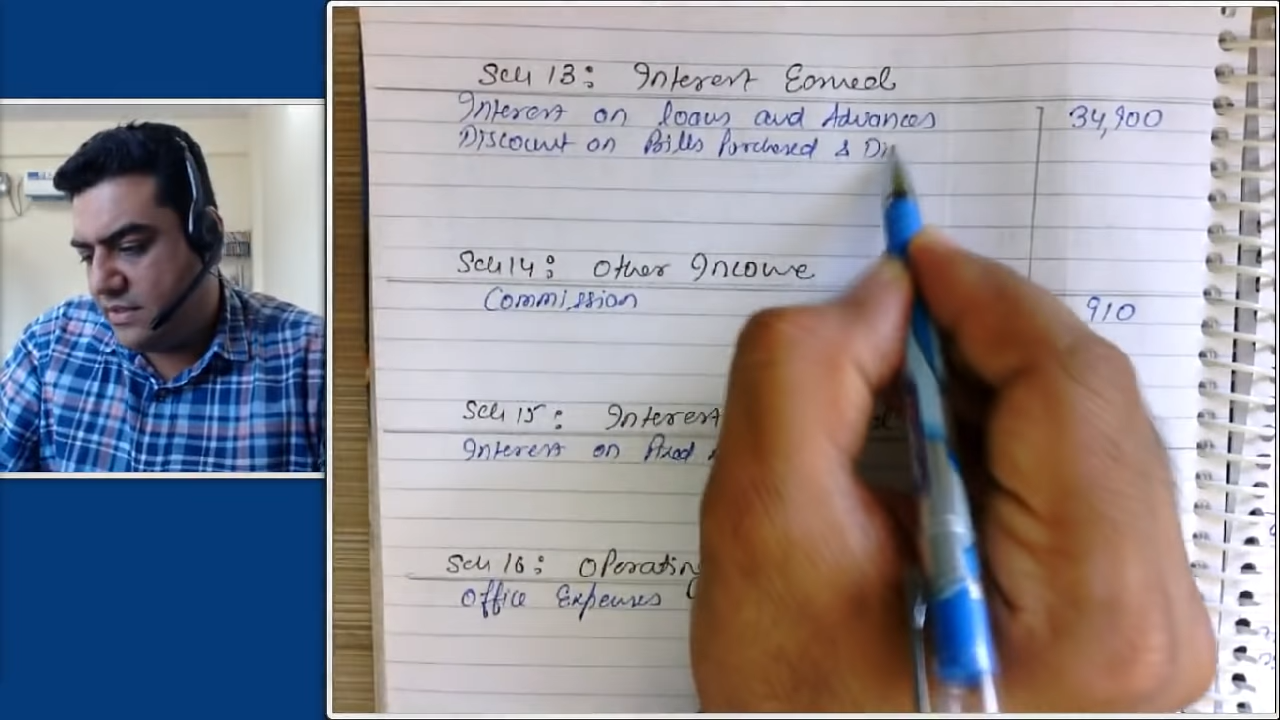 Sch 13: Interest Earned
Interest on loans and Advances 34,900
Discount on Bills Purchased & Di
Sch 14: Other Income
Commission 910
Sch 15: Interest
Interest on Fixed
Sch 16: Operatin
Office Expenses (